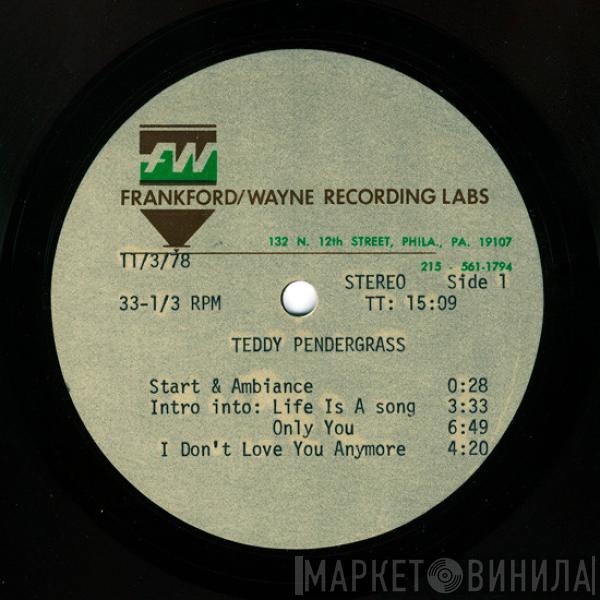 FW
FRANKFORD/WAYNE RECORDING LABS
132 N. 12th STREET, PHILA., PA. 19107
215 - 561-1794
11/3/78
STEREO Side 1
33-1/3 RPM TT: 15:09
TEDDY PENDERGRASS
Start & Ambiance 0:28
Intro into: Life Is A song 3:33
Only You 6:49
I Don't Love You Anymore 4:20
МАРКЕТ ВИНИЛА